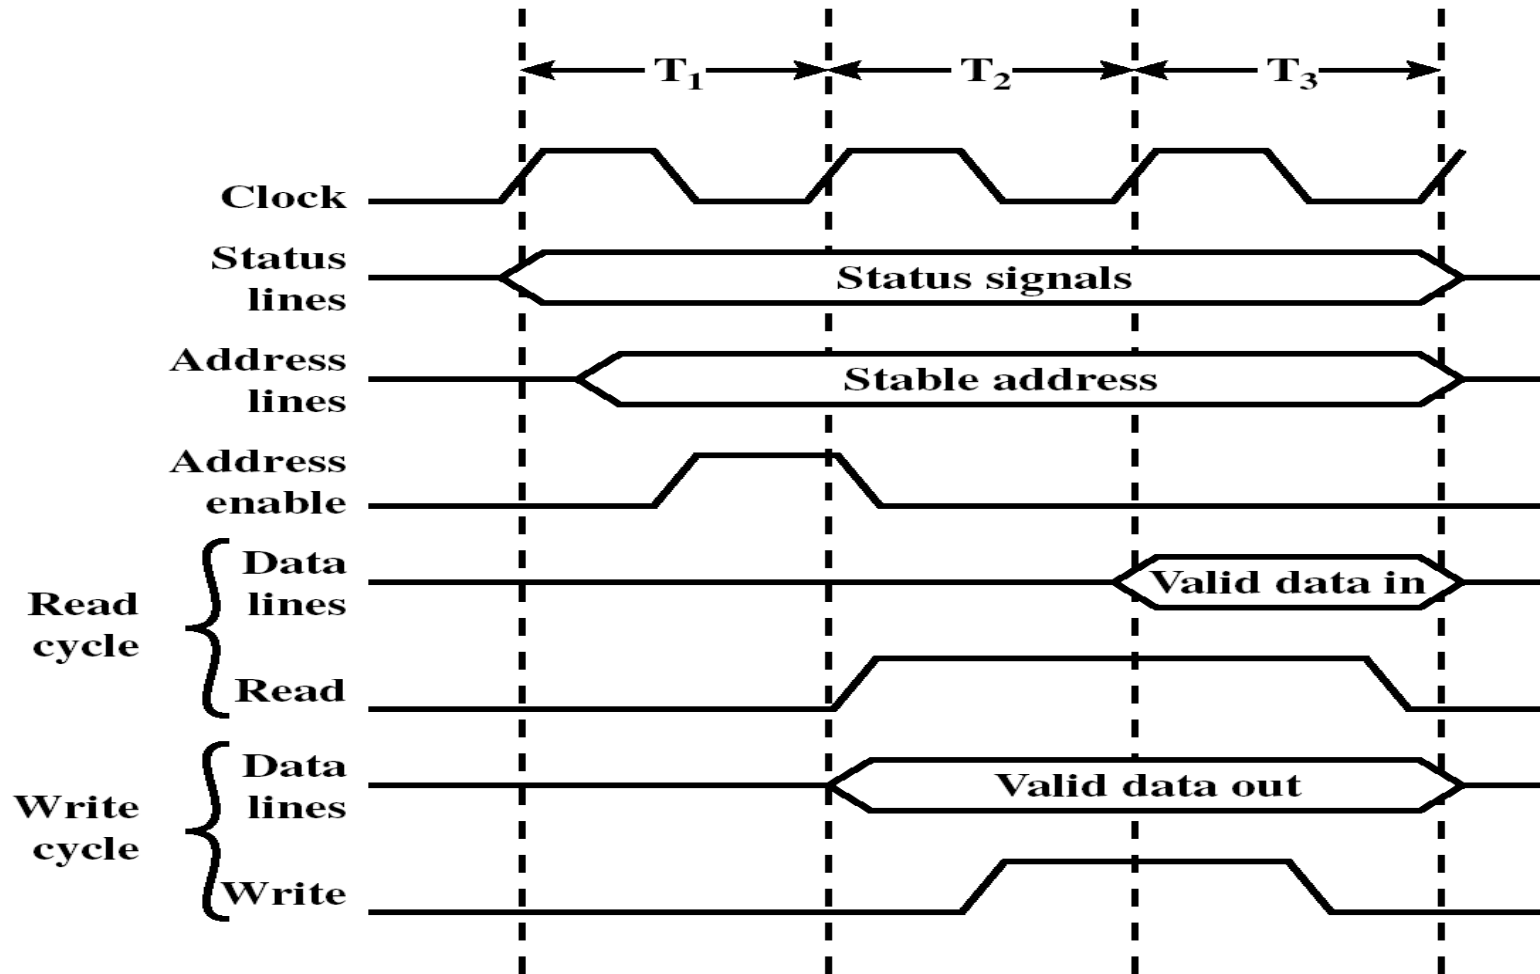 T1
T2
T3
Clock
Status
lines
Status signals
Address
lines
Stable address
Address
enable
Read
cycle
Data
lines
Valid data in
Read
Write
cycle
Data
lines
Valid data out
Write